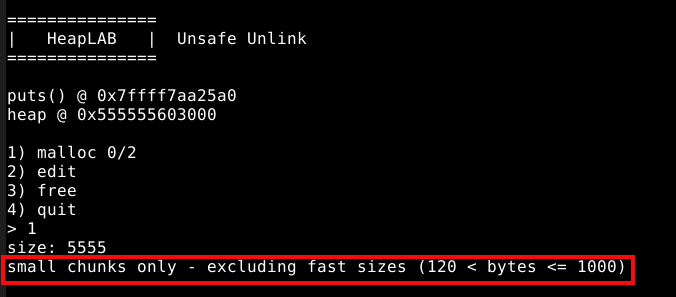 ===============
|   HeapLAB   |  Unsafe Unlink
===============
puts() @ 0x7ffff7aa25a0
heap @ 0x555555603000
1) malloc 0/2
2) edit
3) free
4) quit
> 1
size: 5555
small chunks only - excluding fast sizes (120 < bytes <= 1000)